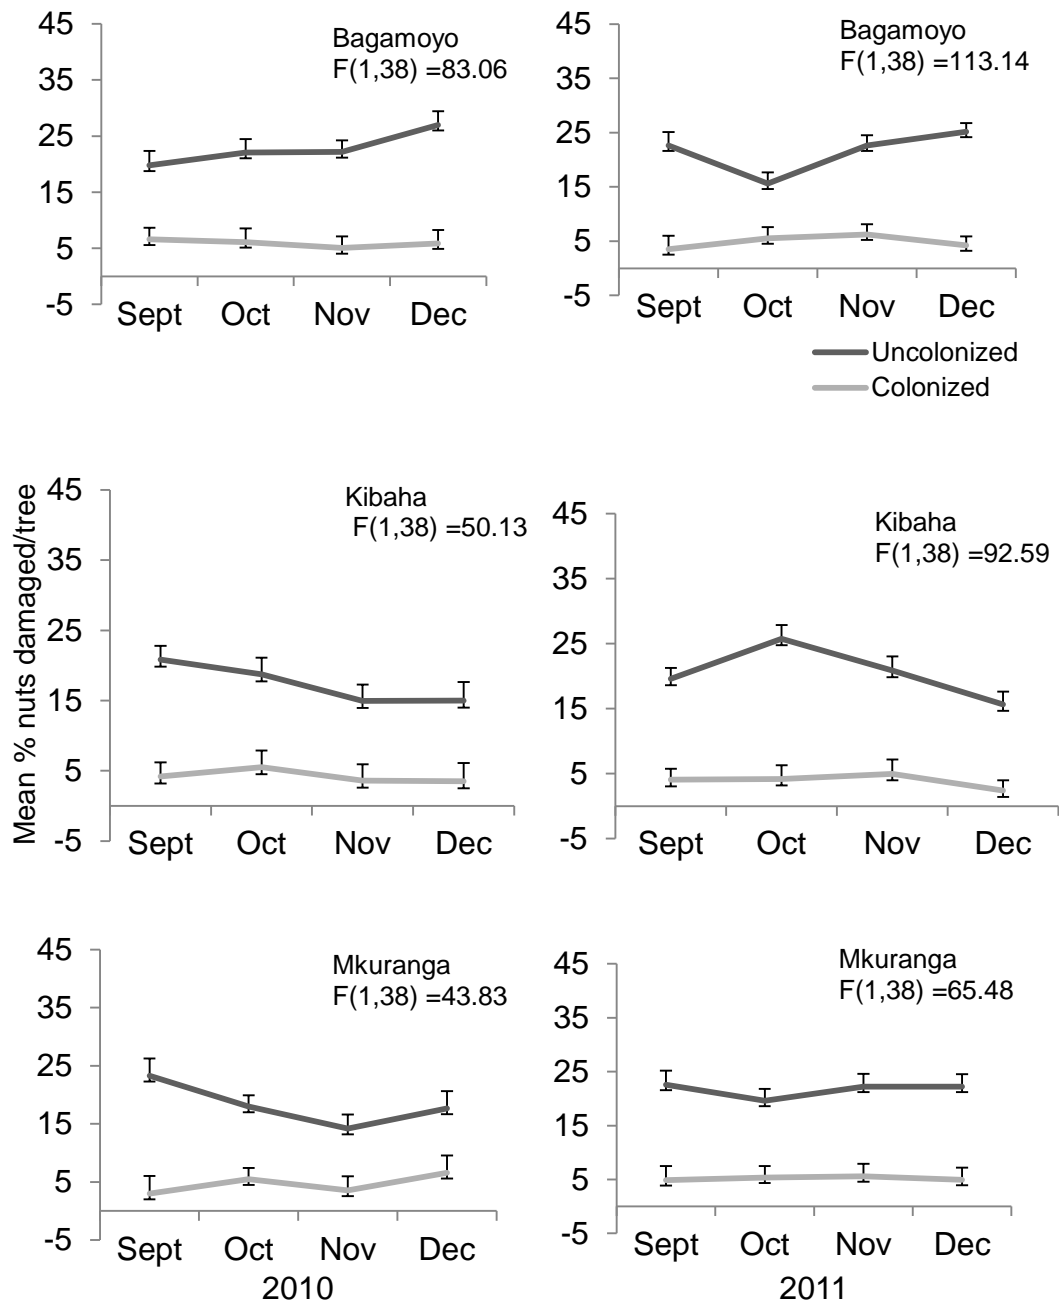 Mean % nuts damaged/tree
Bagamoyo
F(1,38) =83.06
45
35
25
15
5
-5
Sept Oct Nov Dec
Bagamoyo
F(1,38) =113.14
45
35
25
15
5
-5
Sept Oct Nov Dec
Uncolonized
Colonized
Kibaha
F(1,38) =50.13
45
35
25
15
5
-5
Sept Oct Nov Dec
Kibaha
F(1,38) =92.59
45
35
25
15
5
-5
Sept Oct Nov Dec
Mkuranga
F(1,38) =43.83
45
35
25
15
5
-5
Sept Oct Nov Dec
2010
Mkuranga
F(1,38) =65.48
45
35
25
15
5
-5
Sept Oct Nov Dec
2011